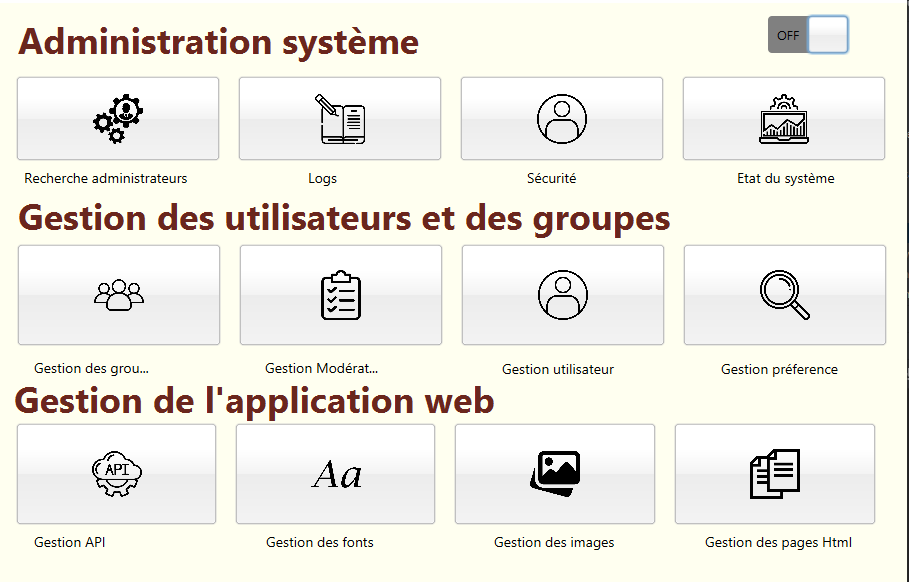 Administration système
OFF
Recherche administrateurs
Logs
Sécurité
Etat du système
Gestion des utilisateurs et des groupes
Gestion des grou...
Gestion Modérat...
Gestion utilisateur
Gestion préference
Gestion de l'application web
API
Aa
Gestion API
Gestion des fonts
Gestion des images
Gestion des pages Html